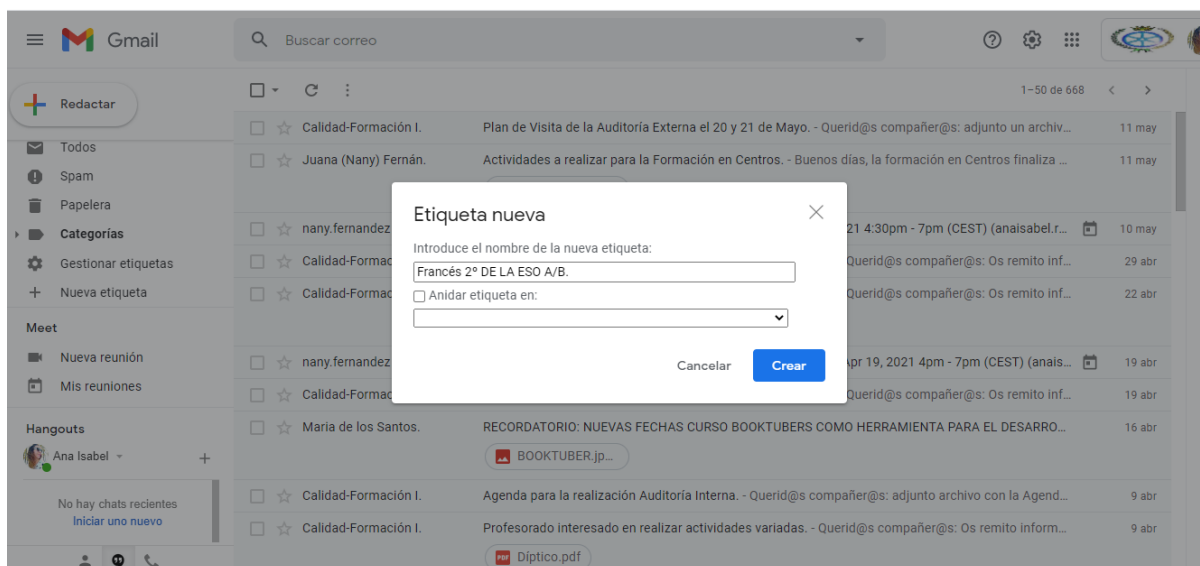 Gmail
Buscar correo
Redactar
1–50 de 668
Todos
Spam
Papelera
Categorías
Gestionar etiquetas
Nueva etiqueta
Meet
Nueva reunión
Mis reuniones
Hangouts
Ana Isabel
No hay chats recientes
Iniciar uno nuevo
Calidad-Formación I. Plan de Visita de la Auditoría Externa el 20 y 21 de Mayo. - Querid@s compañer@s: adjunto un archiv... 11 may
Juana (Nany) Fernán. Actividades a realizar para la Formación en Centros. - Buenos días, la formación en Centros finaliza ... 11 may
nany.fernandez 21 4:30pm - 7pm (CEST) (anaisabel.r... 10 may
Calidad-Formac Querid@s compañer@s: Os remito inf... 29 abr
Calidad-Formac Querid@s compañer@s: Os remito inf... 22 abr
nany.fernandez Apr 19, 2021 4pm - 7pm (CEST) (anais... 19 abr
Calidad-Formac Querid@s compañer@s: Os remito inf... 19 abr
Maria de los Santos. RECORDATORIO: NUEVAS FECHAS CURSO BOOKTUBERS COMO HERRAMIENTA PARA EL DESARRO... 16 abr
BOOKTUBER.jp...
Calidad-Formación I. Agenda para la realización Auditoría Interna. - Querid@s compañer@s: adjunto archivo con la Agend... 9 abr
Calidad-Formación I. Profesorado interesado en realizar actividades variadas. - Querid@s compañer@s: Os remito inform... 9 abr
PDF Díptico.pdf
Etiqueta nueva
Introduce el nombre de la nueva etiqueta:
Francés 2º DE LA ESO A/B.
Anidar etiqueta en:
Cancelar
Crear